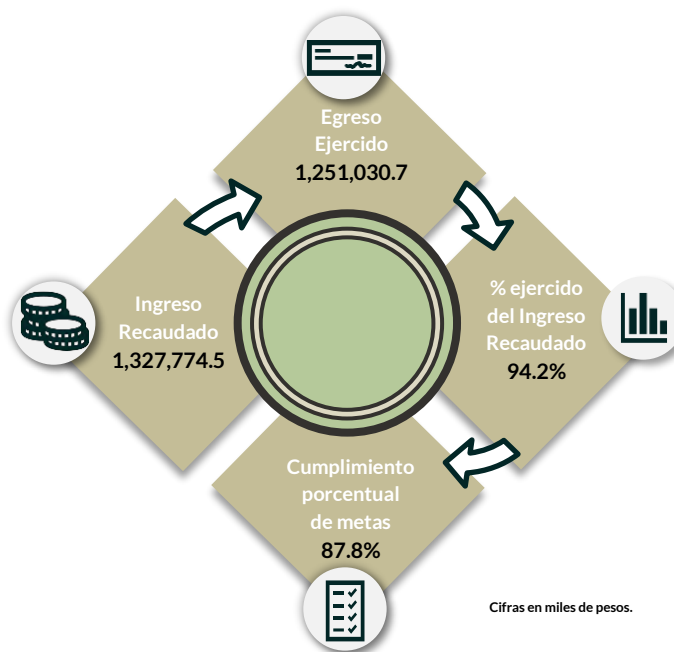 Egreso
Ejercido
1,251,030.7
Ingreso
Recaudado
1,327,774.5
% ejercido
del Ingreso
Recaudado
94.2%
Cumplimiento
porcentual
de metas
87.8%
Cifras en miles de pesos.